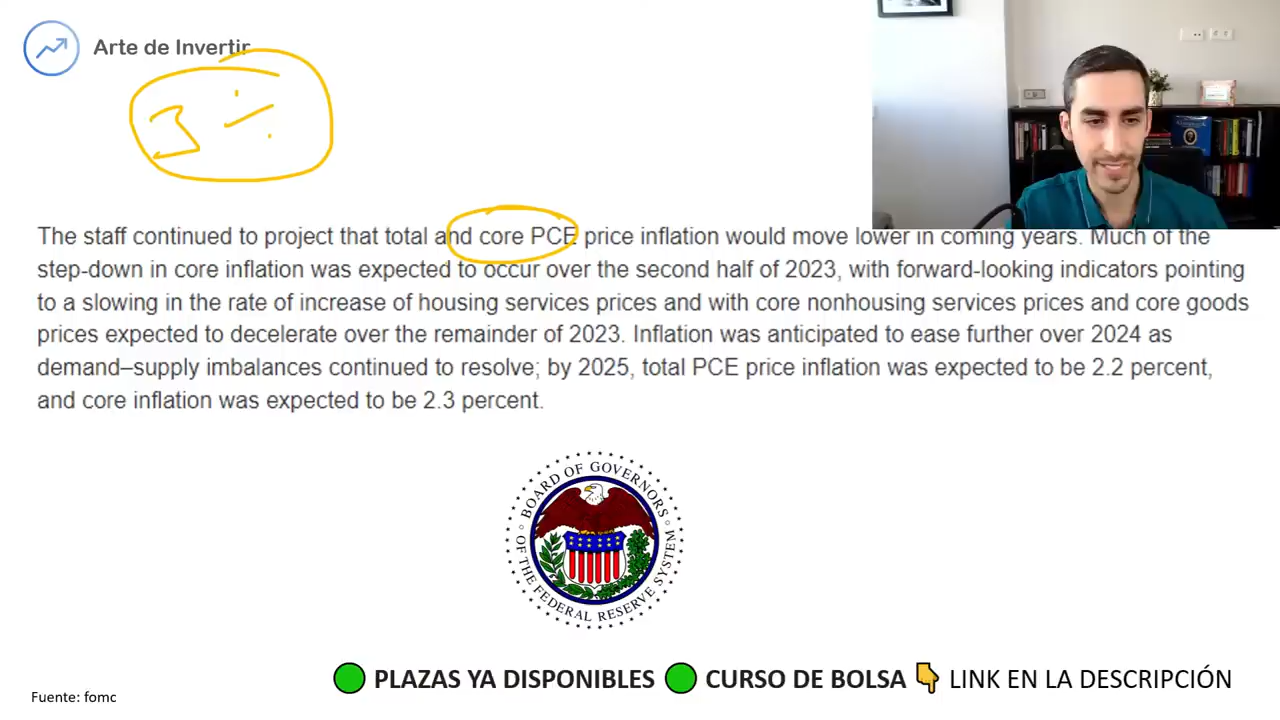 Arte de Invertir
3 %
The staff continued to project that total and core PCE price inflation would move lower in coming years. Much of the
step-down in core inflation was expected to occur over the second half of 2023, with forward-looking indicators pointing
to a slowing in the rate of increase of housing services prices and with core nonhousing services prices and core goods
prices expected to decelerate over the remainder of 2023. Inflation was anticipated to ease further over 2024 as
demand–supply imbalances continued to resolve; by 2025, total PCE price inflation was expected to be 2.2 percent,
and core inflation was expected to be 2.3 percent.
BOARD OF GOVERNORS
OF THE FEDERAL RESERVE SYSTEM
PLAZAS YA DISPONIBLES CURSO DE BOLSA 👇 LINK EN LA DESCRIPCIÓN
Fuente: fomc